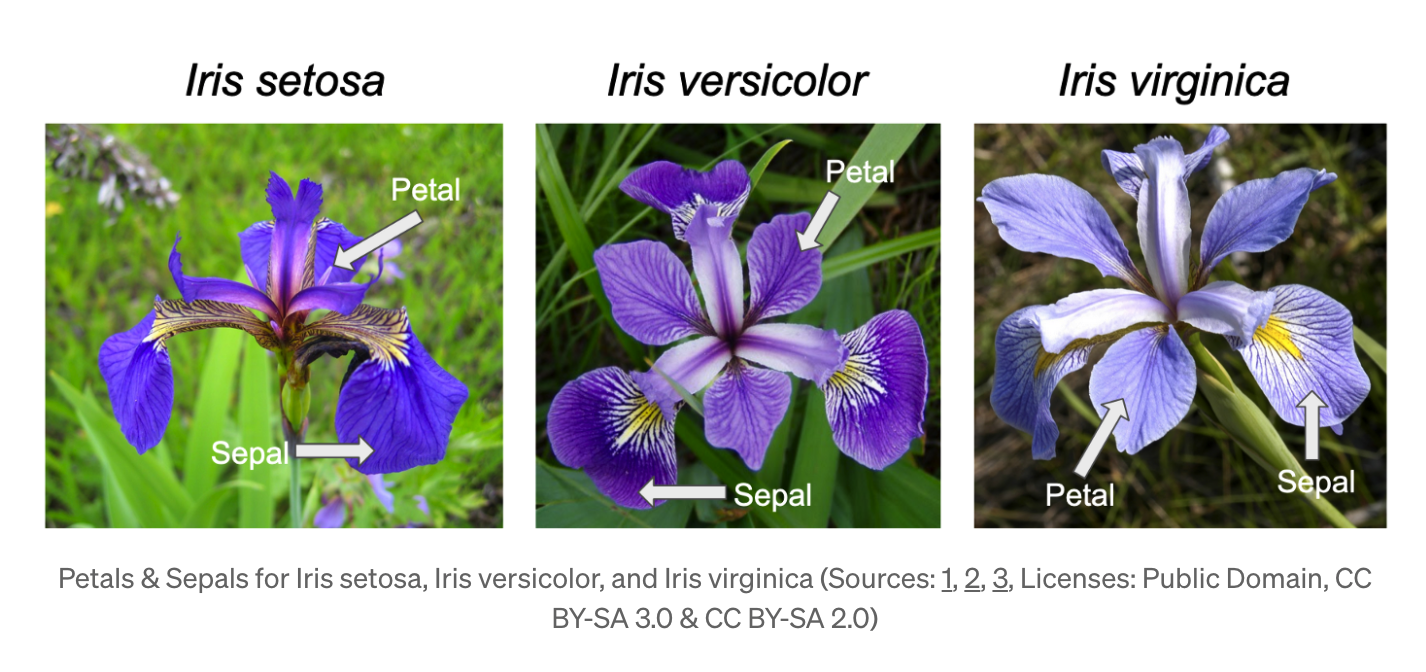 Iris setosa
Iris versicolor
Iris virginica
Petal
Sepal
Petal
Sepal
Petal
Sepal
Petals & Sepals for Iris setosa, Iris versicolor, and Iris virginica (Sources: 1, 2, 3, Licenses: Public Domain, CC
BY-SA 3.0 & CC BY-SA 2.0)